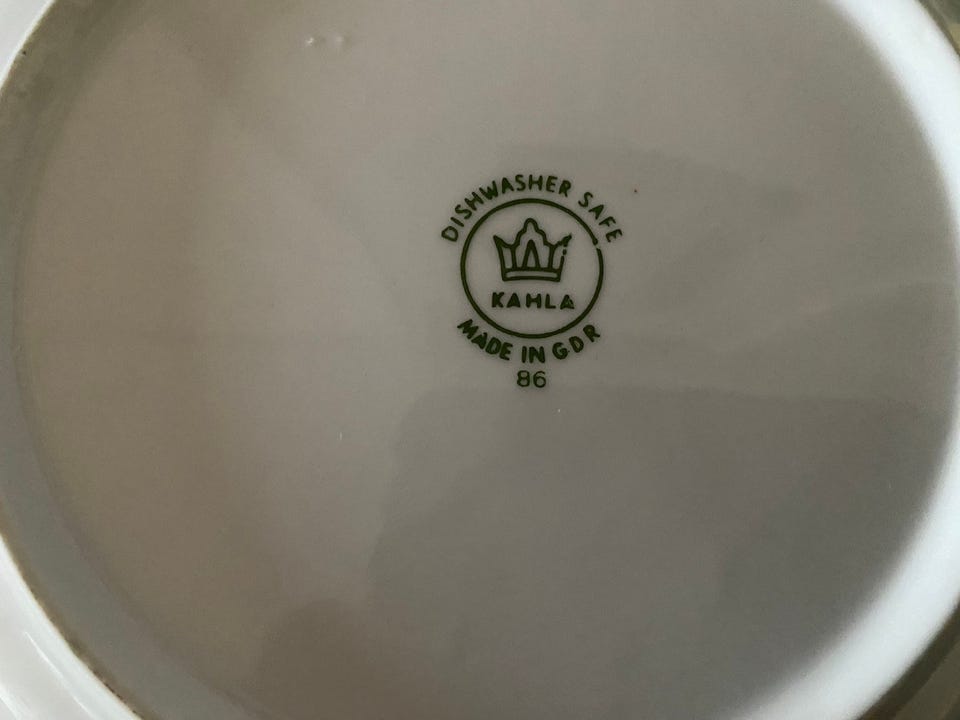 DISHWASHER SAFE
KAHLA
MADE IN GDR
86